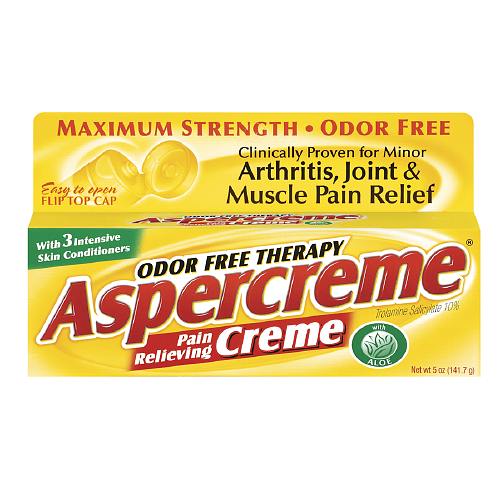 MAXIMUM STRENGTH • ODOR FREE
Clinically Proven for Minor
Arthritis, Joint &
Muscle Pain Relief
Easy to open
FLIP TOP CAP
With 3 Intensive
Skin Conditioners
ODOR FREE THERAPY
Aspercreme®
Trolamine Salicylate 10%
Pain
Relieving Creme
with
ALOE
Net wt 5 oz (141.7 g)